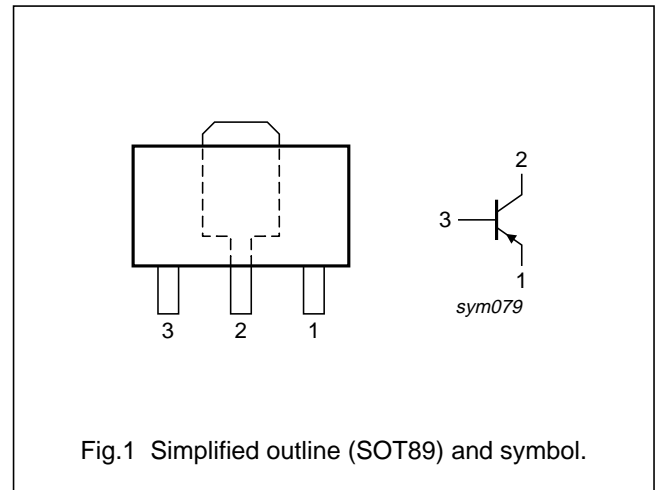 2
3
1
sym079
3 2 1
Fig.1 Simplified outline (SOT89) and symbol.